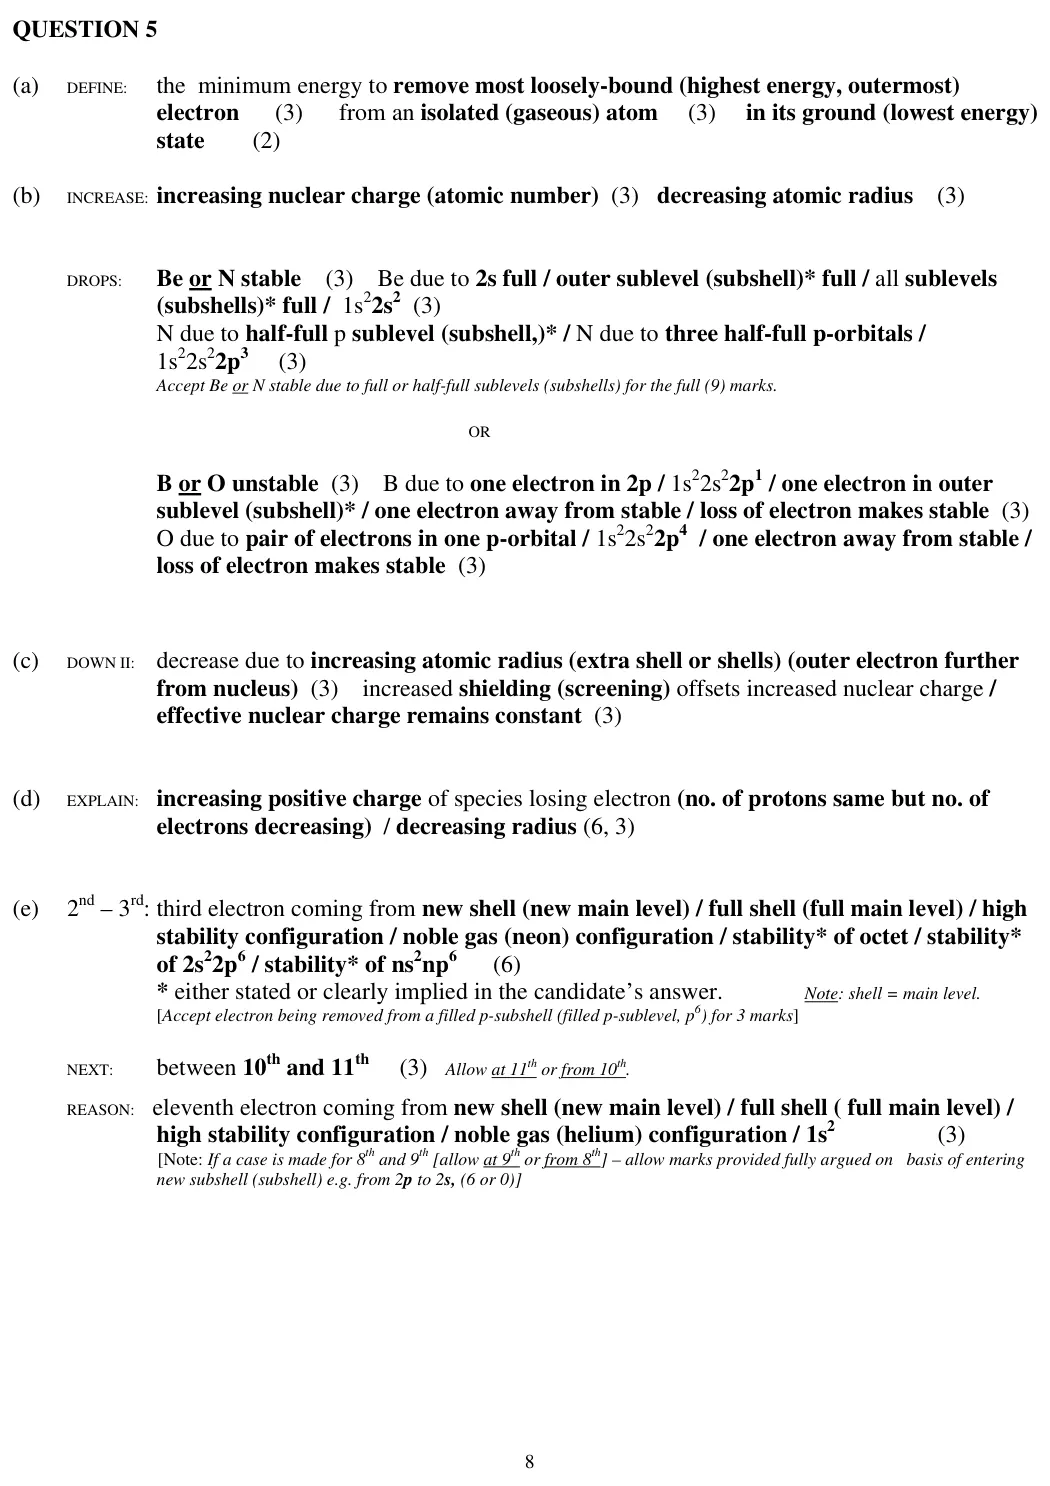 QUESTION 5
(a) DEFINE: the minimum energy to remove most loosely-bound (highest energy, outermost)
electron (3) from an isolated (gaseous) atom (3) in its ground (lowest energy)
state (2)
(b) INCREASE: increasing nuclear charge (atomic number) (3) decreasing atomic radius (3)
DROPS: Be or N stable (3) Be due to 2s full / outer sublevel (subshell)* full / all sublevels
(subshells)* full / 1s²2s² (3)
N due to half-full p sublevel (subshell,)* / N due to three half-full p-orbitals /
1s²2s²2p³ (3)
Accept Be or N stable due to full or half-full sublevels (subshells) for the full (9) marks.
OR
B or O unstable (3) B due to one electron in 2p / 1s²2s²2p¹ / one electron in outer
sublevel (subshell)* / one electron away from stable / loss of electron makes stable (3)
O due to pair of electrons in one p-orbital / 1s²2s²2p⁴ / one electron away from stable /
loss of electron makes stable (3)
(c) DOWN II: decrease due to increasing atomic radius (extra shell or shells) (outer electron further
from nucleus) (3) increased shielding (screening) offsets increased nuclear charge /
effective nuclear charge remains constant (3)
(d) EXPLAIN: increasing positive charge of species losing electron (no. of protons same but no. of
electrons decreasing) / decreasing radius (6, 3)
(e) 2ⁿᵈ – 3ʳᵈ: third electron coming from new shell (new main level) / full shell (full main level) / high
stability configuration / noble gas (neon) configuration / stability* of octet / stability*
of 2s²2p⁶ / stability* of ns²np⁶ (6)
* either stated or clearly implied in the candidate's answer. Note: shell = main level.
[Accept electron being removed from a filled p-subshell (filled p-sublevel, p⁶) for 3 marks]
NEXT: between 10ᵗʰ and 11ᵗʰ (3) Allow at 11ᵗʰ or from 10ᵗʰ.
REASON: eleventh electron coming from new shell (new main level) / full shell ( full main level) /
high stability configuration / noble gas (helium) configuration / 1s² (3)
[Note: If a case is made for 8ᵗʰ and 9ᵗʰ [allow at 9ᵗʰ or from 8ᵗʰ] – allow marks provided fully argued on basis of entering
new subshell (subshell) e.g. from 2p to 2s, (6 or 0)]
8